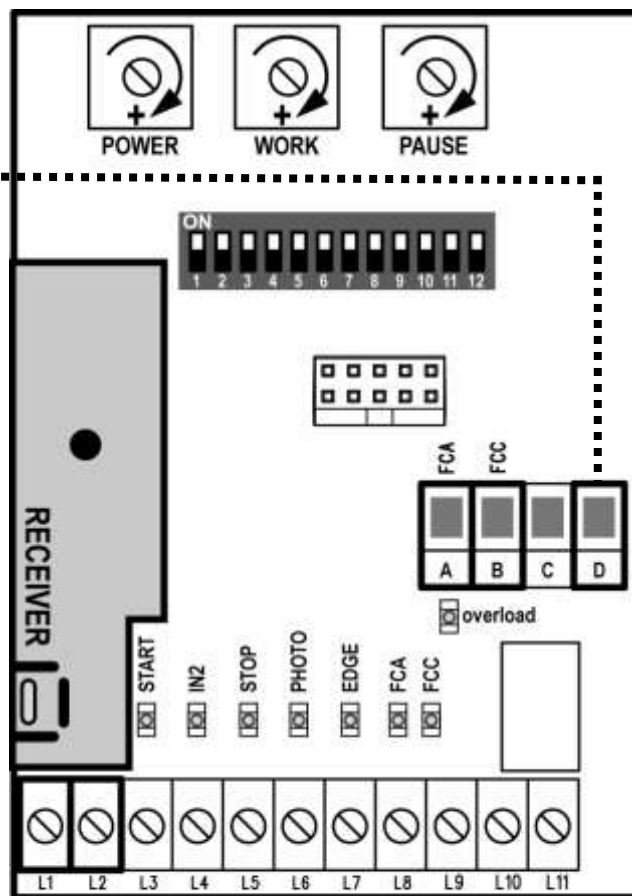 POWER WORK PAUSE
ON
1 2 3 4 5 6 7 8 9 10 11 12
FCA FCC
A B C D
overload
RECEIVER
START IN2 STOP PHOTO EDGE FCA FCC
L1 L2 L3 L4 L5 L6 L7 L8 L9 L10 L11